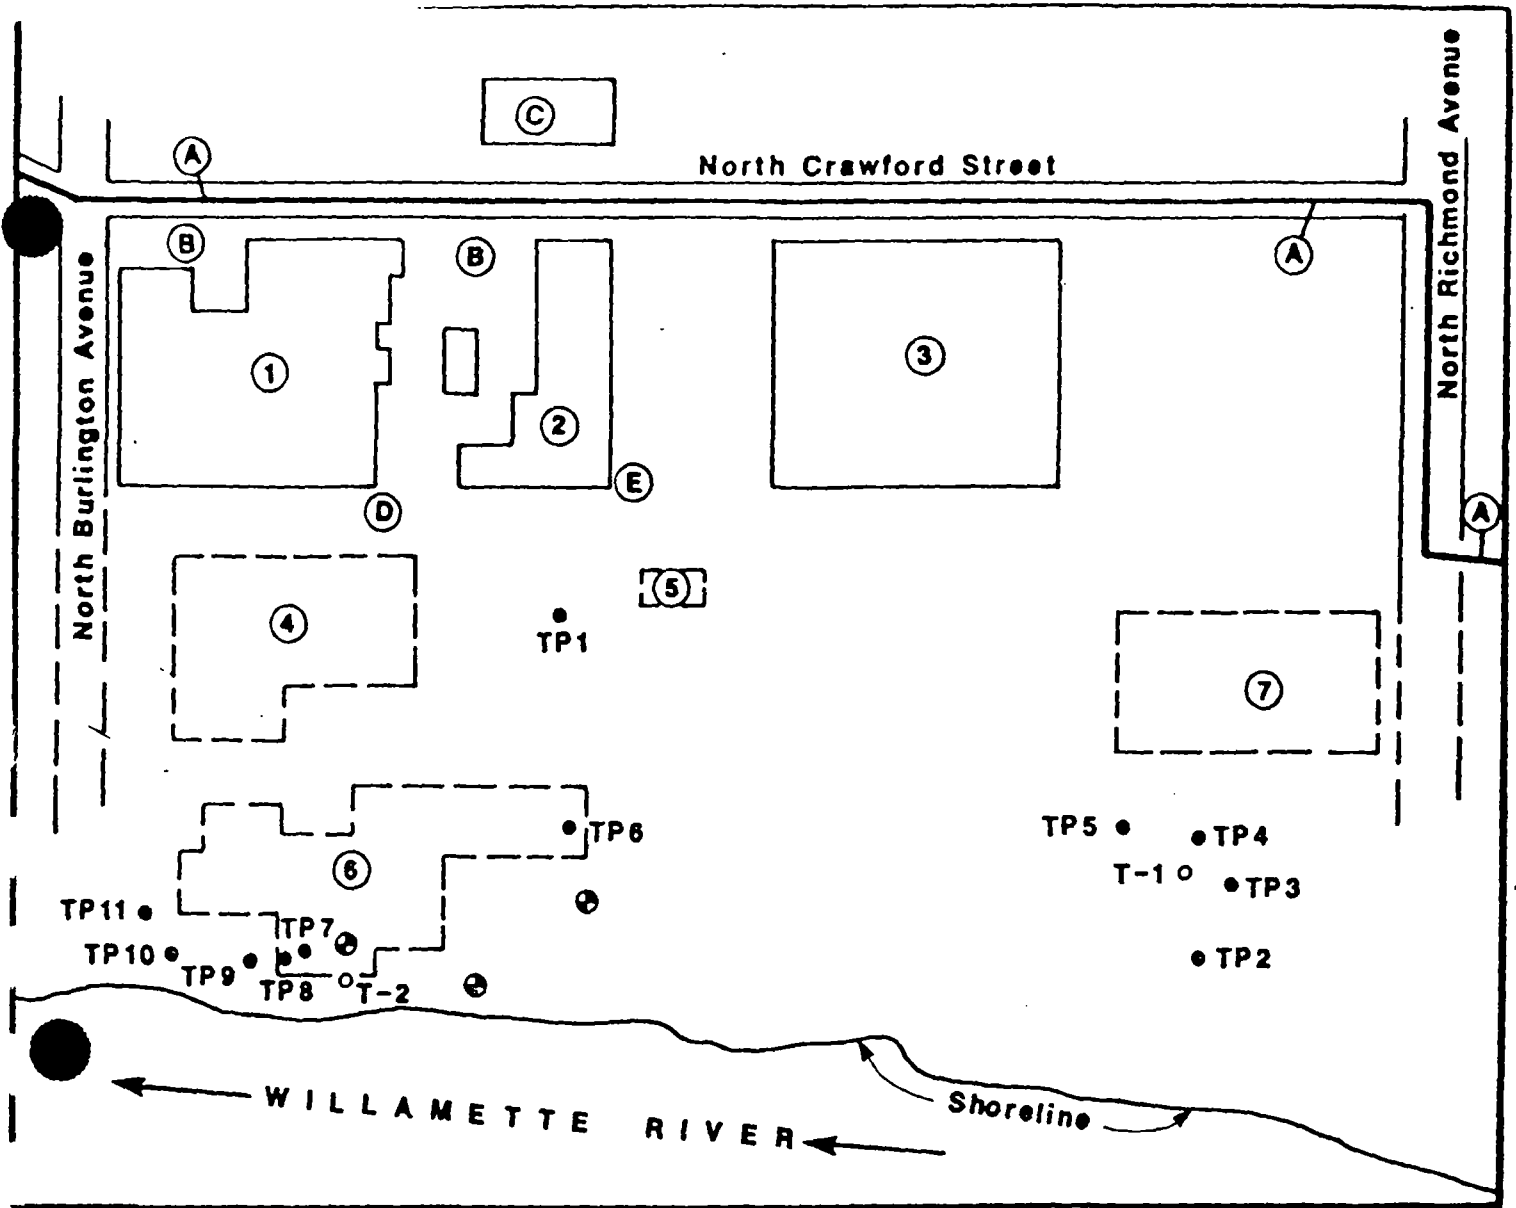 C
A
North Crawford Street
North Richmond Avenue
B
B
A
North Burlington Avenue
1
3
2
E
D
A
5
4
TP1
7
TP6
TP5
TP4
6
T-1
TP3
TP11
TP7
TP10
TP9
TP2
TP8
T-2
Shoreline
WILLAMETTE RIVER